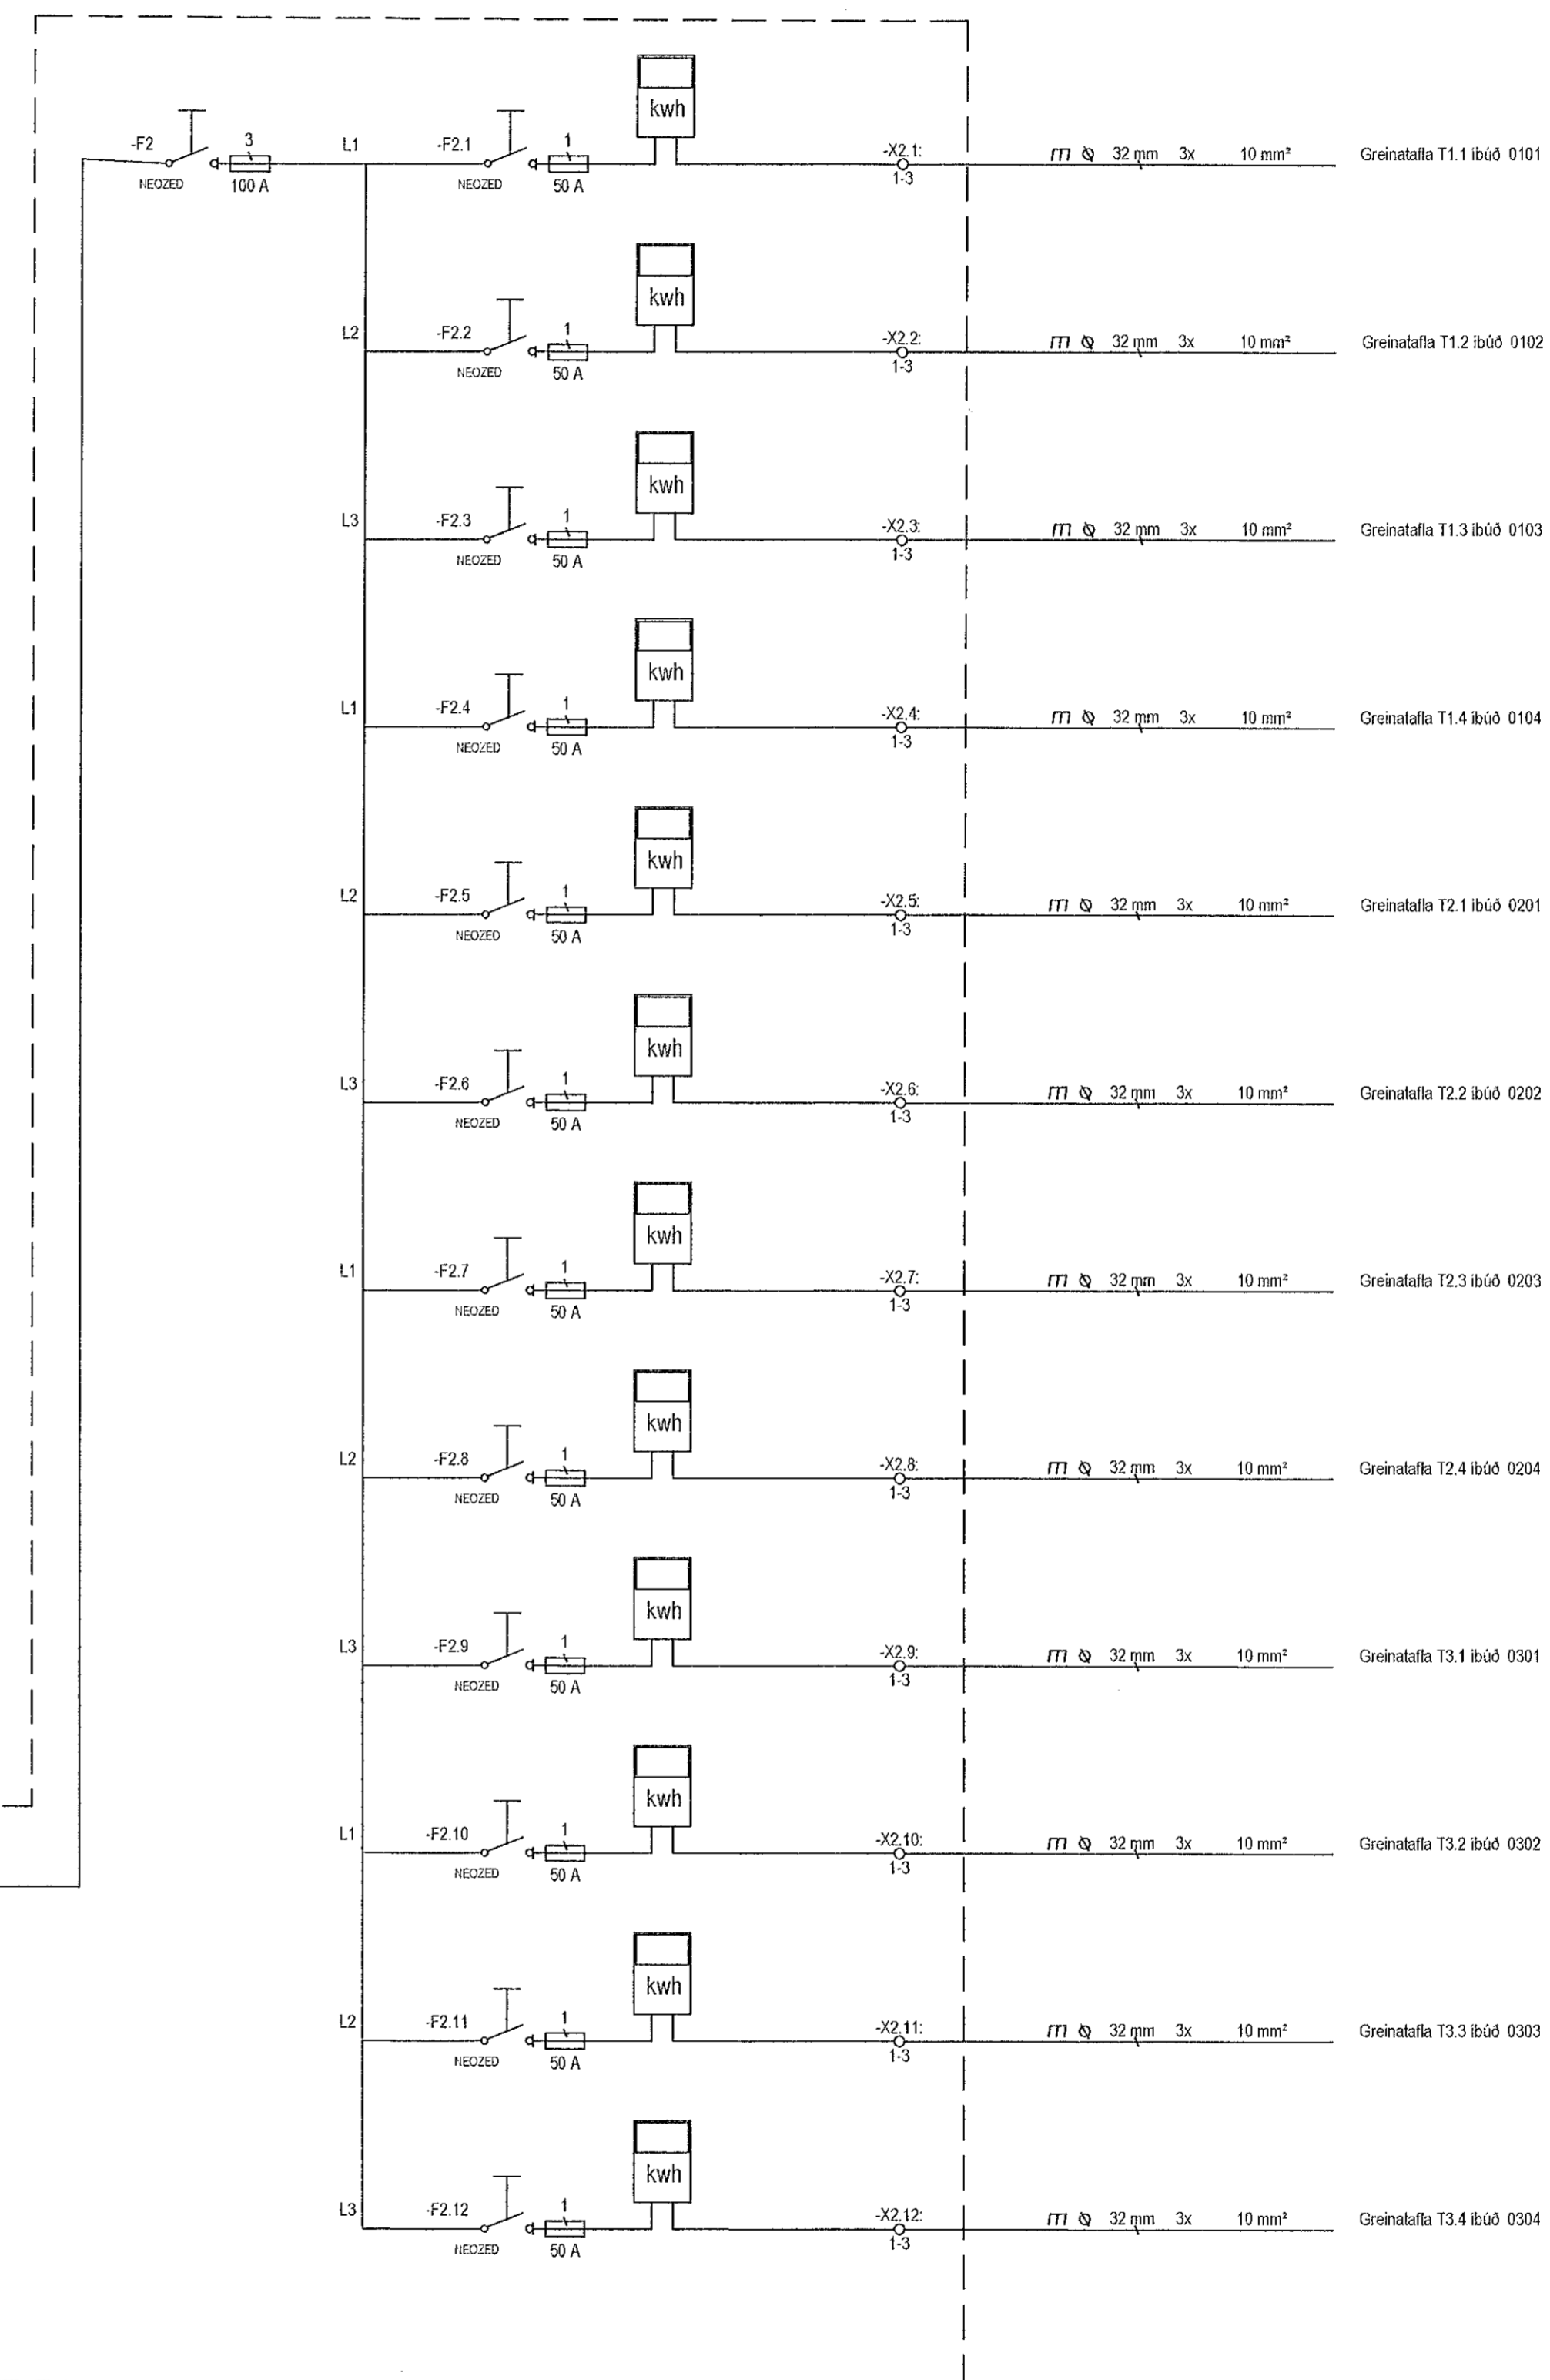 kwh
-F2 3 L1 -F2.1 1 -X2.1: m Ø 32 mm 3x 10 mm² Greinatafla T1.1 íbúð 0101
NEOZED 100 A NEOZED 50 A 1-3
kwh
L2 -F2.2 1 -X2.2: m Ø 32 mm 3x 10 mm² Greinatafla T1.2 íbúð 0102
NEOZED 50 A 1-3
kwh
L3 -F2.3 1 -X2.3: m Ø 32 mm 3x 10 mm² Greinatafla T1.3 íbúð 0103
NEOZED 50 A 1-3
kwh
L1 -F2.4 1 -X2.4: m Ø 32 mm 3x 10 mm² Greinatafla T1.4 íbúð 0104
NEOZED 50 A 1-3
kwh
L2 -F2.5 1 -X2.5: m Ø 32 mm 3x 10 mm² Greinatafla T2.1 íbúð 0201
NEOZED 50 A 1-3
kwh
L3 -F2.6 1 -X2.6: m Ø 32 mm 3x 10 mm² Greinatafla T2.2 íbúð 0202
NEOZED 50 A 1-3
kwh
L1 -F2.7 1 -X2.7: m Ø 32 mm 3x 10 mm² Greinatafla T2.3 íbúð 0203
NEOZED 50 A 1-3
kwh
L2 -F2.8 1 -X2.8: m Ø 32 mm 3x 10 mm² Greinatafla T2.4 íbúð 0204
NEOZED 50 A 1-3
kwh
L3 -F2.9 1 -X2.9: m Ø 32 mm 3x 10 mm² Greinatafla T3.1 íbúð 0301
NEOZED 50 A 1-3
kwh
L1 -F2.10 1 -X2.10: m Ø 32 mm 3x 10 mm² Greinatafla T3.2 íbúð 0302
NEOZED 50 A 1-3
kwh
L2 -F2.11 1 -X2.11: m Ø 32 mm 3x 10 mm² Greinatafla T3.3 íbúð 0303
NEOZED 50 A 1-3
kwh
L3 -F2.12 1 -X2.12: m Ø 32 mm 3x 10 mm² Greinatafla T3.4 íbúð 0304
NEOZED 50 A 1-3